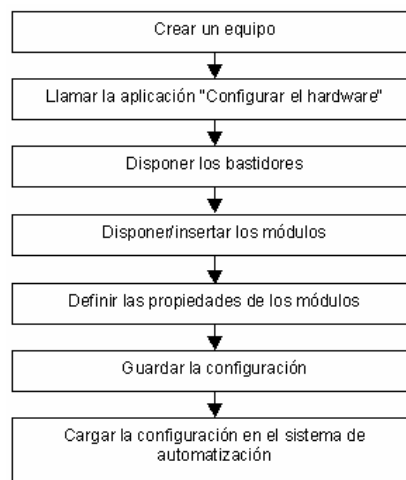 Crear un equipo
Llamar la aplicación "Configurar el hardware"
Disponer los bastidores
Disponer/insertar los módulos
Definir las propiedades de los módulos
Guardar la configuración
Cargar la configuración en el sistema de
automatización